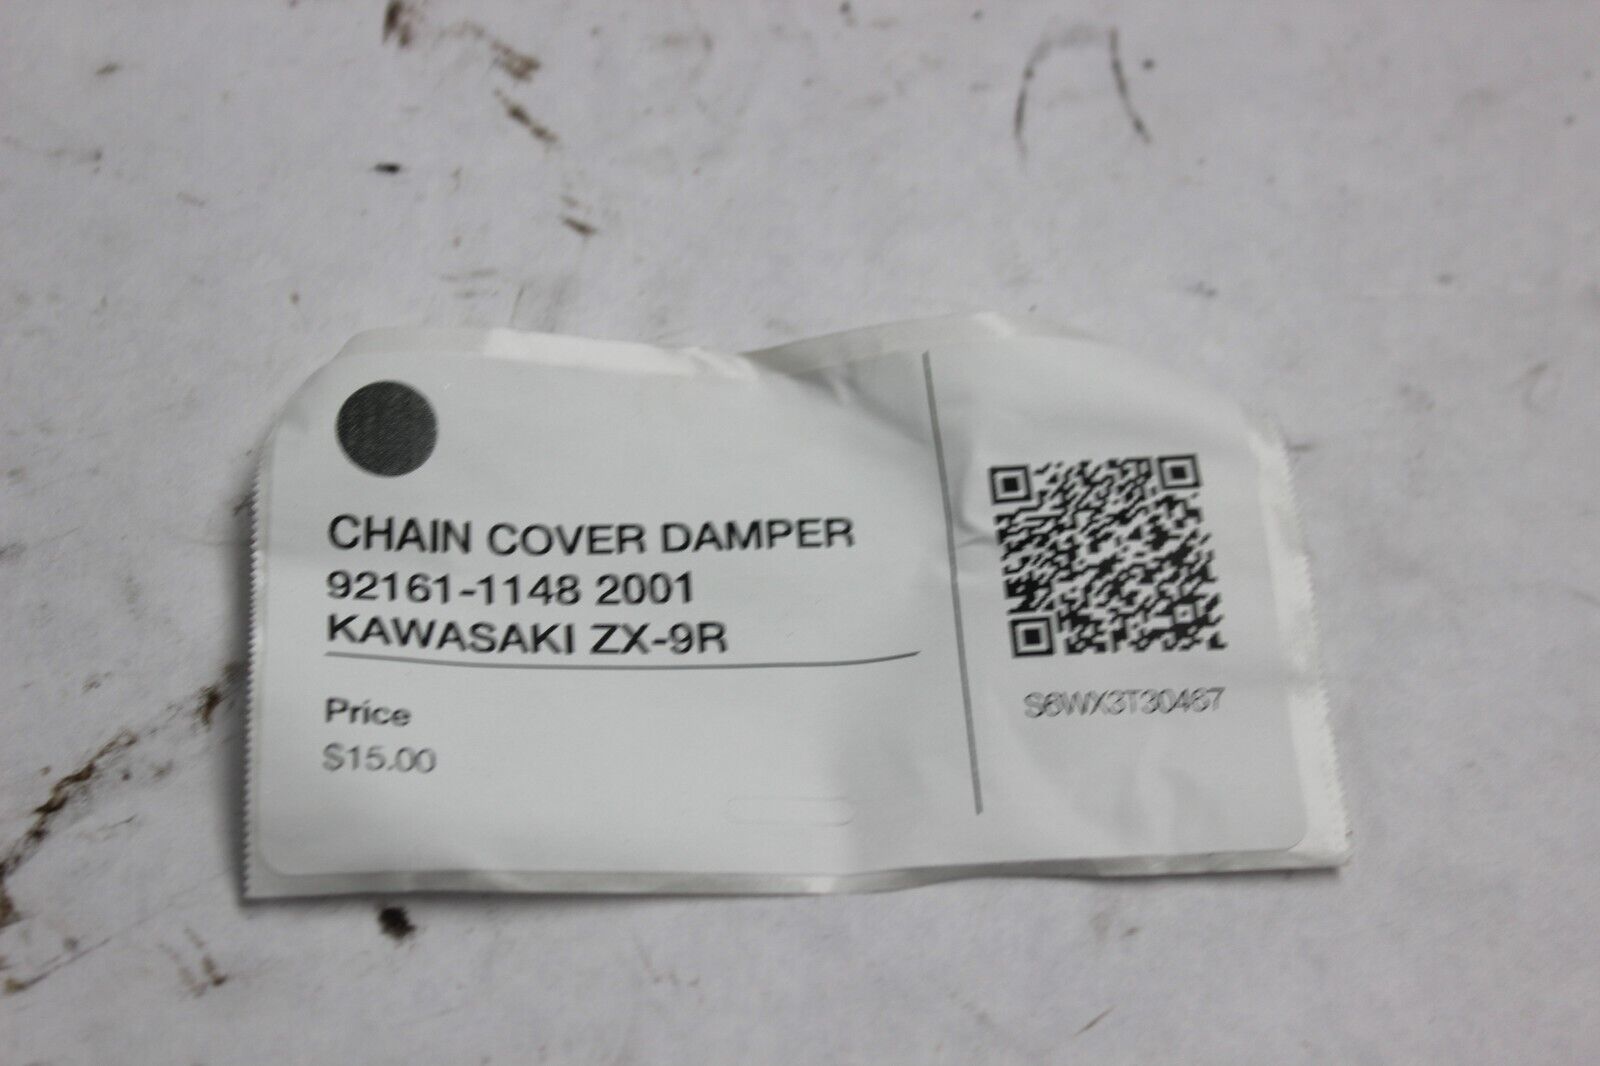 CHAIN COVER DAMPER
92161-1148 2001
KAWASAKI ZX-9R
Price
$15.00
S6WX3T30467